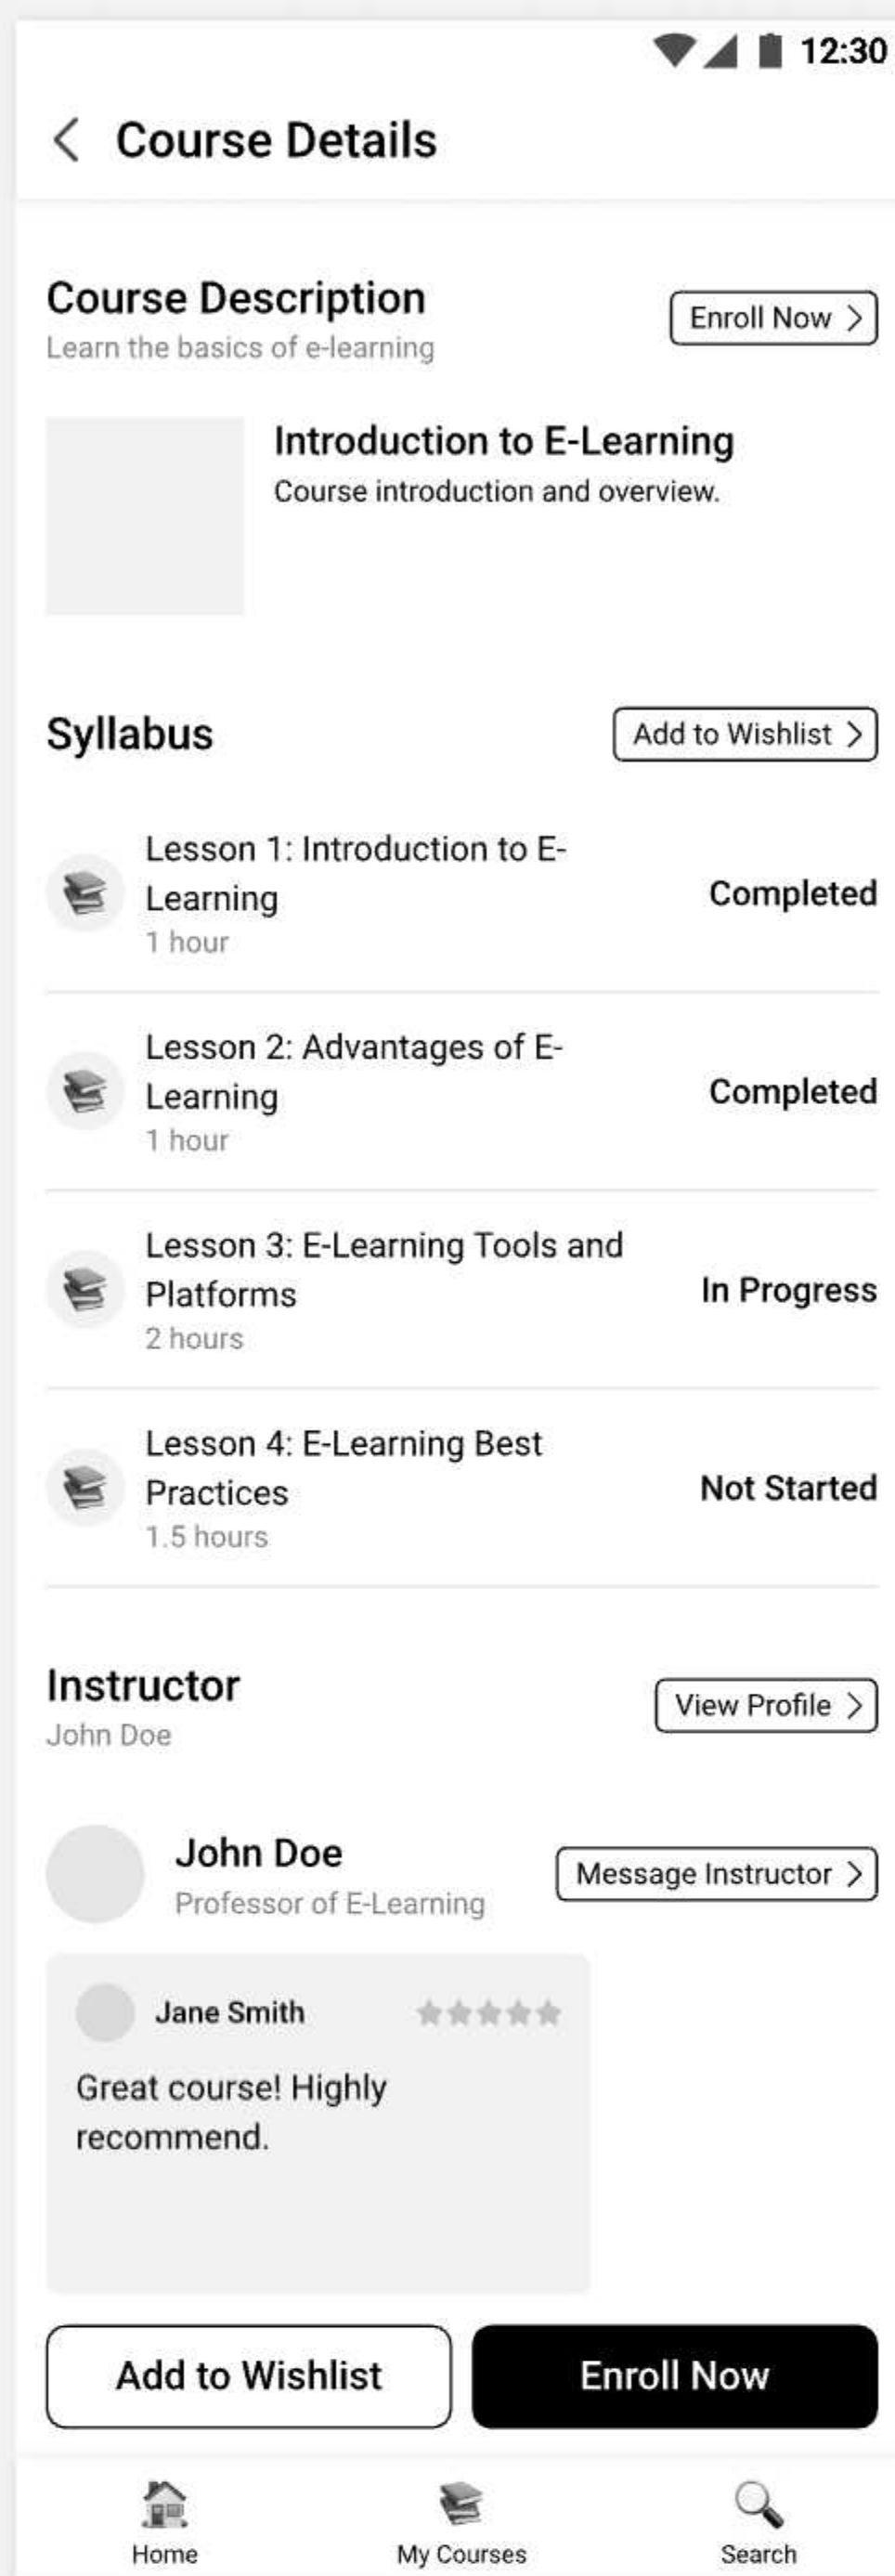 12:30
Course Details
Course Description
Enroll Now
Learn the basics of e-learning
Introduction to E-Learning
Course introduction and overview.
Syllabus
Add to Wishlist
Lesson 1: Introduction to E-
Learning
Completed
1 hour
Lesson 2: Advantages of E-
Learning
Completed
1 hour
Lesson 3: E-Learning Tools and
Platforms
In Progress
2 hours
Lesson 4: E-Learning Best
Practices
Not Started
1.5 hours
Instructor
View Profile
John Doe
John Doe
Message Instructor
Professor of E-Learning
Jane Smith
Great course! Highly
recommend.
Add to Wishlist
Enroll Now
Home
My Courses
Search